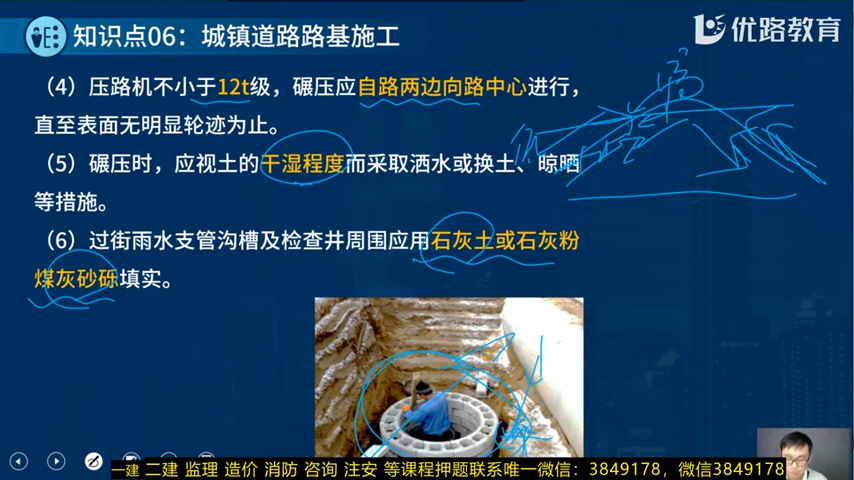 知识点06：城镇道路路基施工
优路教育
（4）压路机不小于12t级，碾压应自路两边向路中心进行，
直至表面无明显轮迹为止。
（5）碾压时，应视土的干湿程度而采取洒水或换土、晾晒
等措施。
（6）过街雨水支管沟槽及检查井周围应用石灰土或石灰粉
煤灰砂砾填实。
一建 二建 监理 造价 消防 咨询 注安 等课程押题联系唯一微信：3849178，微信3849178